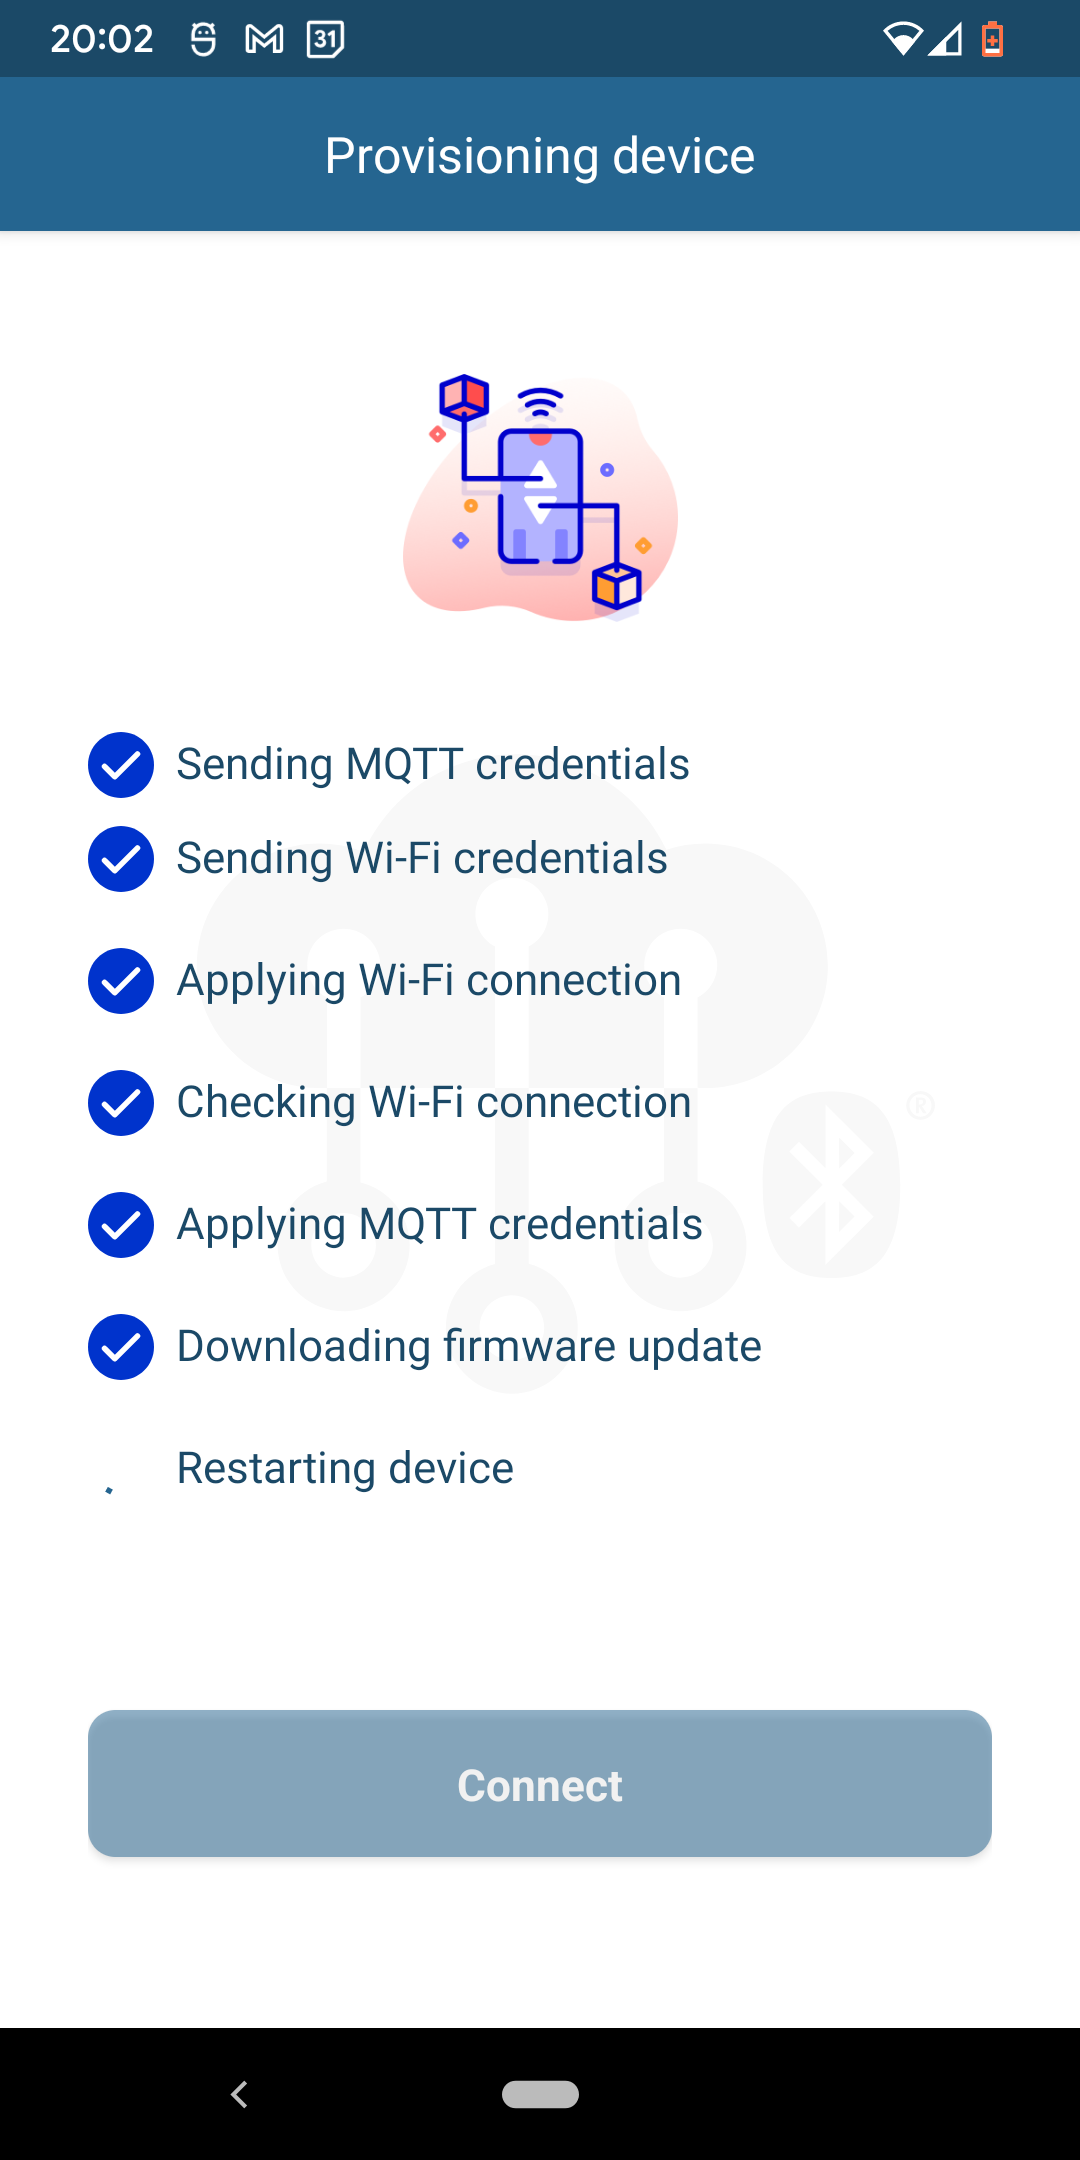 20:02 31
Provisioning device
Sending MQTT credentials
Sending Wi-Fi credentials
Applying Wi-Fi connection
Checking Wi-Fi connection
®
Applying MQTT credentials
Downloading firmware update
Restarting device
Connect